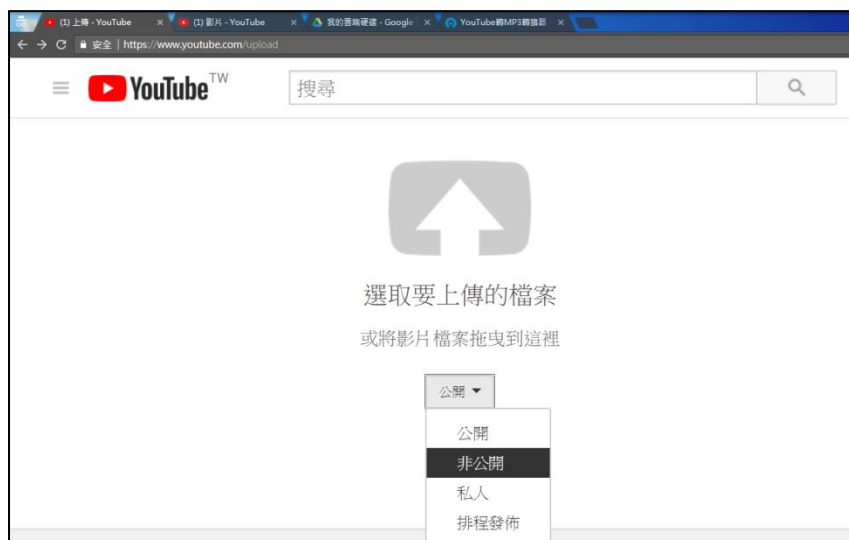 (1) 上傳 - YouTube
(1) 影片 - YouTube
我的雲端硬碟 - Google
YouTube轉MP3轉換器
安全 | https://www.youtube.com/upload
YouTube TW
搜尋
選取要上傳的檔案
或將影片檔案拖曳到這裡
公開
公開
非公開
私人
排程發佈